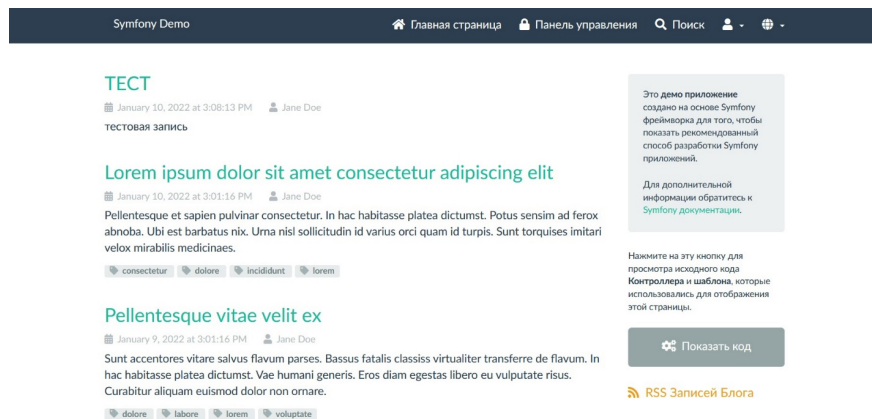 Symfony Demo
Главная страница
Панель управления
Поиск
ТЕСТ
January 10, 2022 at 3:08:13 PM Jane Doe
тестовая запись
Lorem ipsum dolor sit amet consectetur adipiscing elit
January 10, 2022 at 3:01:16 PM Jane Doe
Pellentesque et sapien pulvinar consectetur. In hac habitasse platea dictumst. Potus sensim ad ferox
abnoba. Ubi est barbatus nix. Urna nisl sollicitudin id varius orci quam id turpis. Sunt torquises imitari
velox mirabilis medicinaes.
consectetur dolore incididunt lorem
Pellentesque vitae velit ex
January 9, 2022 at 3:01:16 PM Jane Doe
Sunt accentores vitare salvus flavum parses. Bassus fatalis classiss virtualiter transferre de flavum. In
hac habitasse platea dictumst. Vae humani generis. Eros diam egestas libero eu vulputate risus.
Curabitur aliquam euismod dolor non ornare.
dolore labore lorem voluptate
Это демо приложение
создано на основе Symfony
фреймворка для того, чтобы
показать рекомендованный
способ разработки Symfony
приложений.
Для дополнительной
информации обратитесь к
Symfony документации.
Нажмите на эту кнопку для
просмотра исходного кода
Контроллера и шаблона, которые
использовались для отображения
этой страницы.
Показать код
RSS Записей Блога